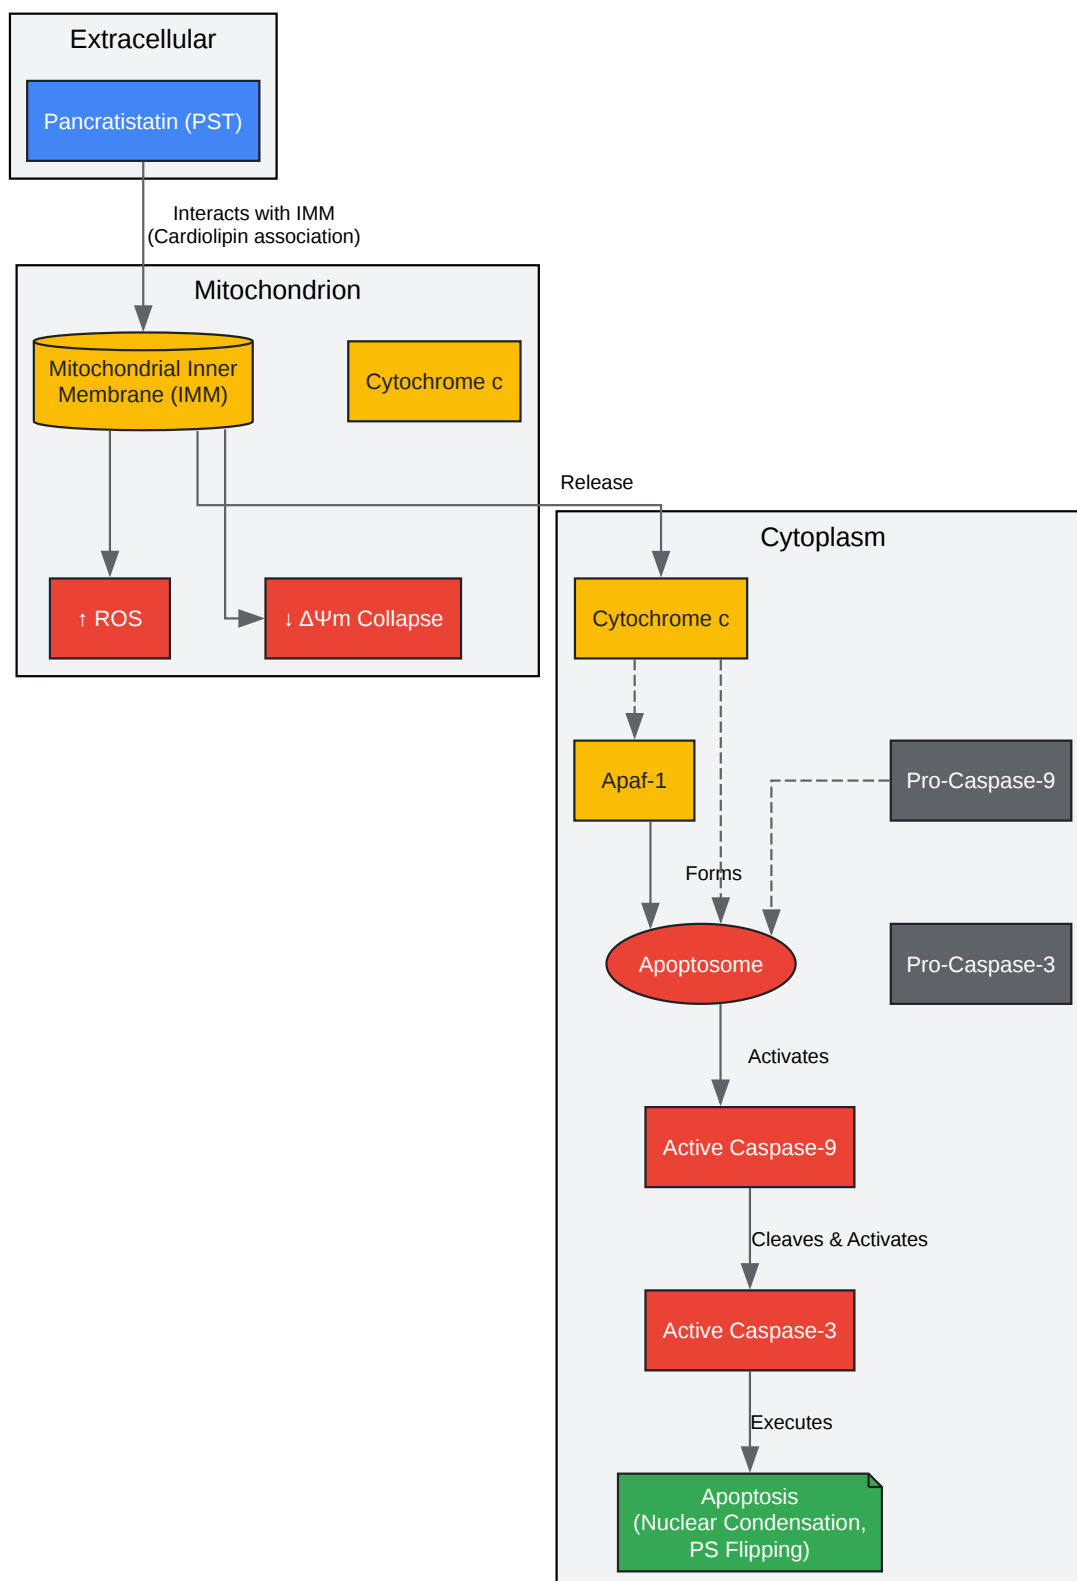 Extracellular
Pancratistatin (PST)
Interacts with IMM
(Cardiolipin association)
Mitochondrion
Mitochondrial Inner
Membrane (IMM)
Cytochrome c
Release
Cytoplasm
↑ ROS
↓ ΔΨm Collapse
Cytochrome c
Apaf-1
Pro-Caspase-9
Forms
Apoptosome
Pro-Caspase-3
Activates
Active Caspase-9
Cleaves & Activates
Active Caspase-3
Executes
Apoptosis
(Nuclear Condensation,
PS Flipping)